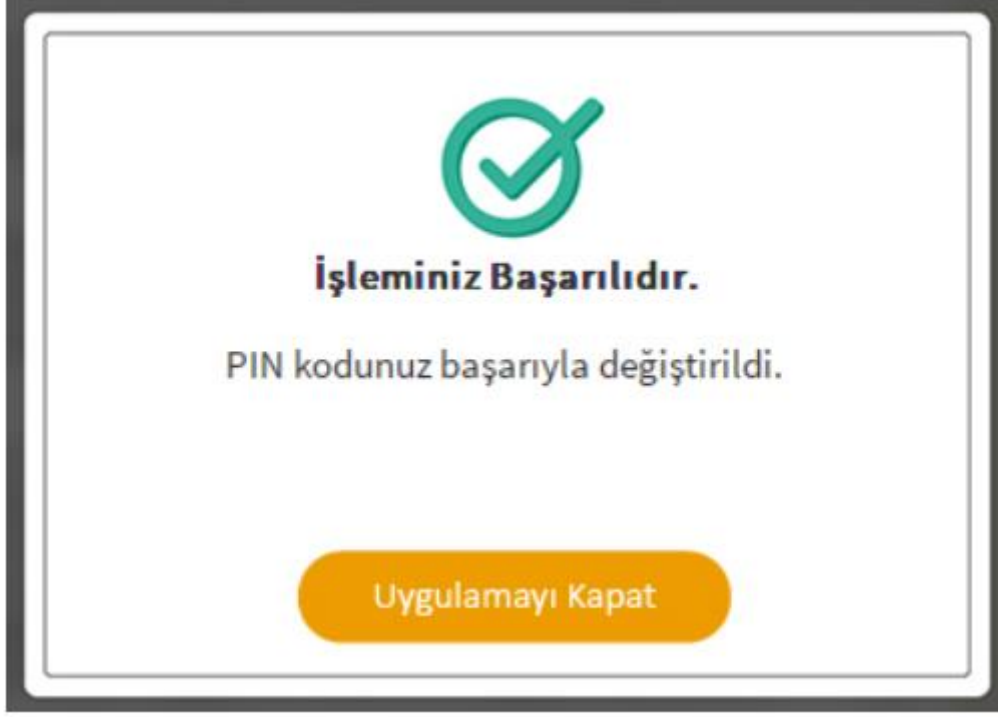 İşleminiz Başarılıdır.
PIN kodunuz başarıyla değiştirildi.
Uygulamayı Kapat